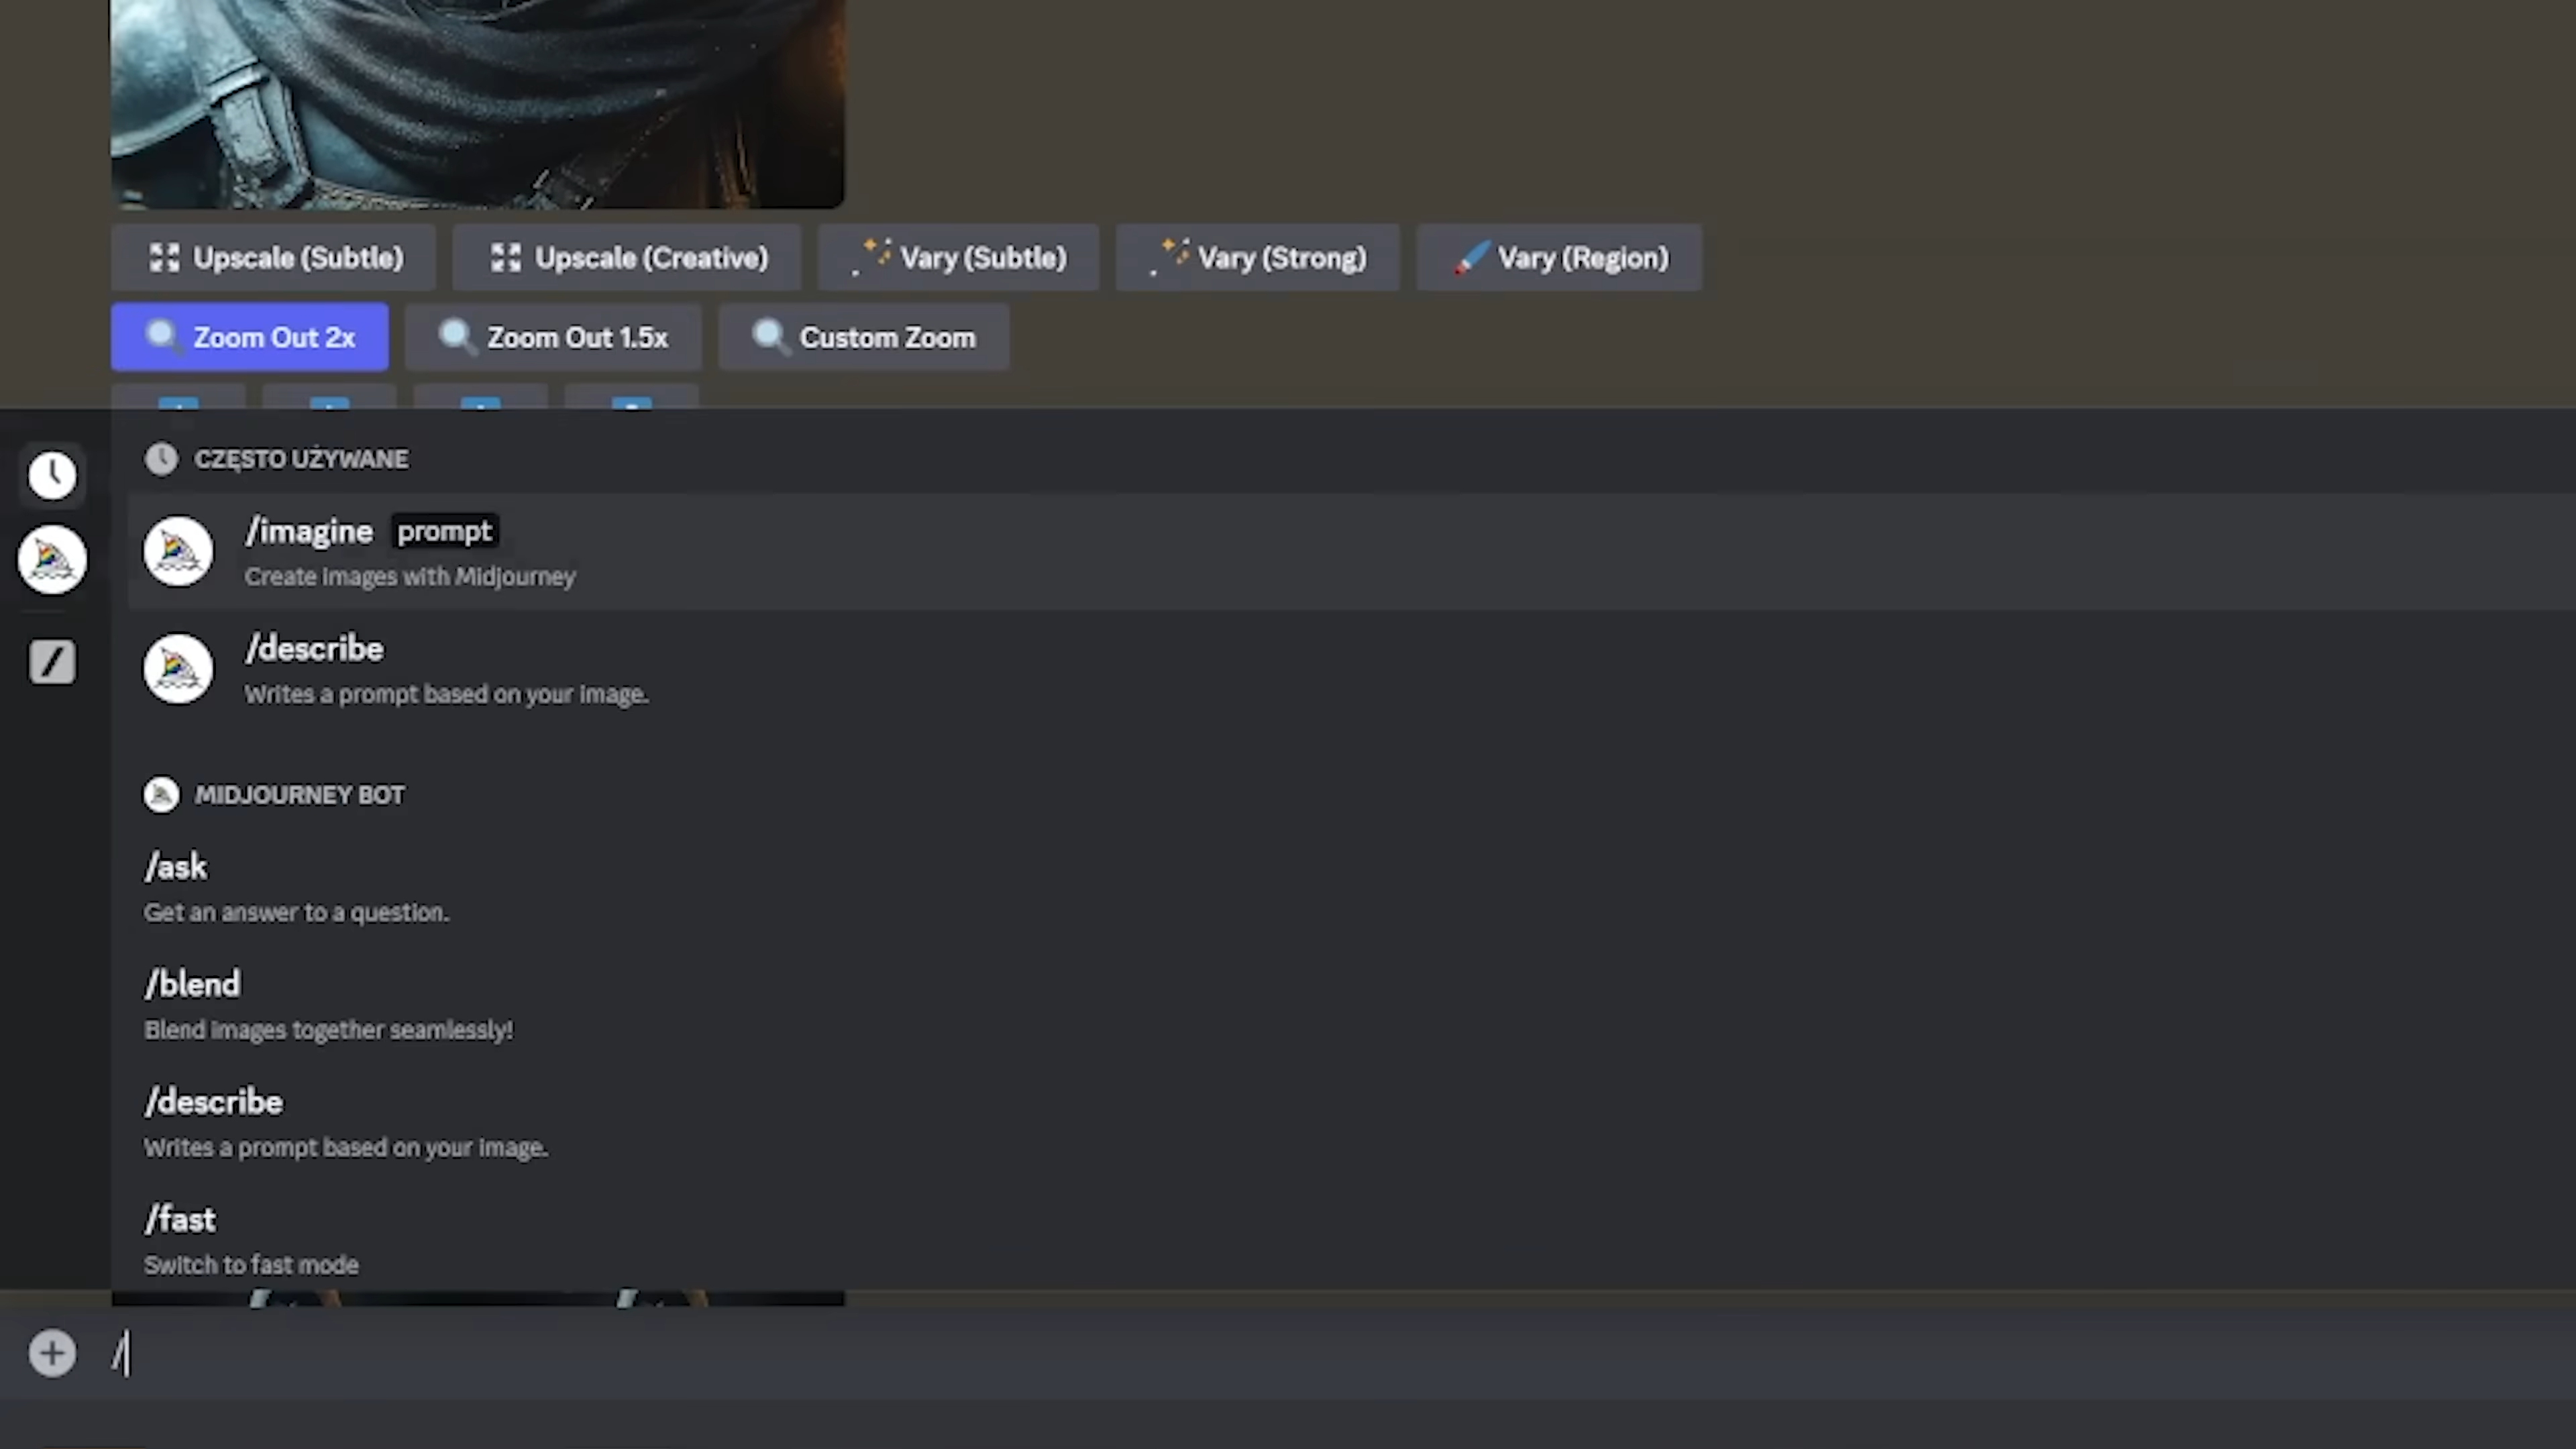 Upscale (Subtle) Upscale (Creative) Vary (Subtle) Vary (Strong) Vary (Region)
Zoom Out 2x Zoom Out 1.5x Custom Zoom
CZĘSTO UŻYWANE
/imagine prompt
Create images with Midjourney
/describe
Writes a prompt based on your image.
MIDJOURNEY BOT
/ask
Get an answer to a question.
/blend
Blend images together seamlessly!
/describe
Writes a prompt based on your image.
/fast
Switch to fast mode
/